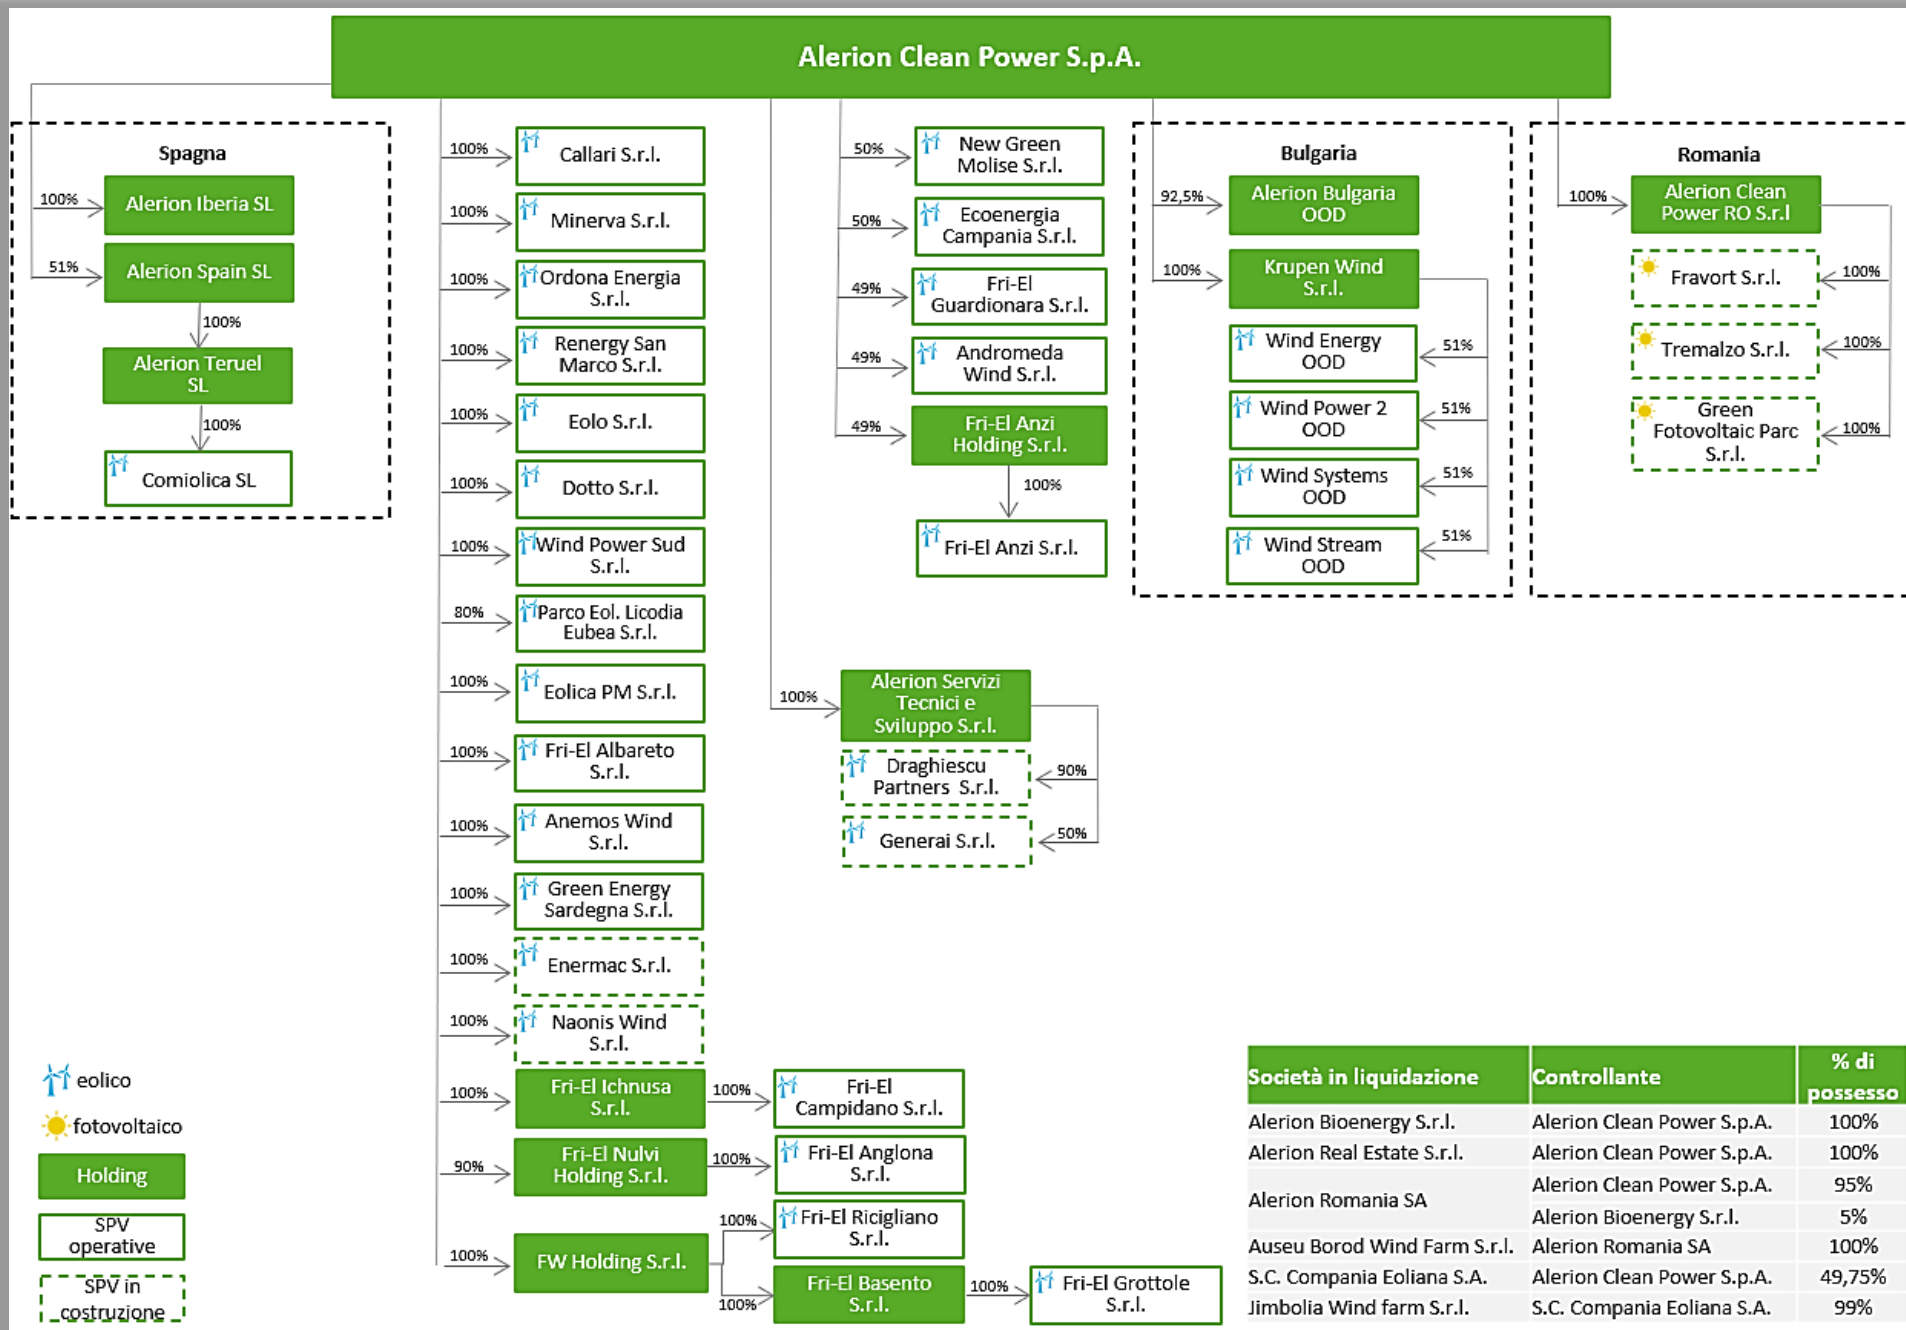 Alerion Clean Power S.p.A.
Spagna
100%
Alerion Iberia SL
51%
Alerion Spain SL
100%
Alerion Teruel
SL
100%
Comiolica SL
100%
Callari S.r.l.
100%
Minerva S.r.l.
100%
Ordona Energia
S.r.l.
100%
Renergy San
Marco S.r.l.
100%
Eolo S.r.l.
100%
Dotto S.r.l.
100%
Wind Power Sud
S.r.l.
80%
Parco Eol. Licodia
Eubea S.r.l.
100%
Eolica PM S.r.l.
100%
Fri-El Albareto
S.r.l.
100%
Anemos Wind
S.r.l.
100%
Green Energy
Sardegna S.r.l.
100%
Enermac S.r.l.
100%
Naonis Wind
S.r.l.
100%
Fri-El Ichnusa
S.r.l.
100%
Fri-El
Campidano S.r.l.
90%
Fri-El Nulvi
Holding S.r.l.
100%
Fri-El Anglona
S.r.l.
100%
FW Holding S.r.l.
100%
Fri-El Ricigliano
S.r.l.
100%
Fri-El Basento
S.r.l.
100%
Fri-El Grottole
S.r.l.
50%
New Green
Molise S.r.l.
50%
Ecoenergia
Campania S.r.l.
49%
Fri-El
Guardionara S.r.l.
49%
Andromeda
Wind S.r.l.
49%
Fri-El Anzi
Holding S.r.l.
100%
Fri-El Anzi S.r.l.
100%
Alerion Servizi
Tecnici e
Sviluppo S.r.l.
Draghiescu
Partners S.r.l.
90%
Generai S.r.l.
50%
Bulgaria
92,5%
Alerion Bulgaria
OOD
100%
Krupen Wind
S.r.l.
Wind Energy
OOD
51%
Wind Power 2
OOD
51%
Wind Systems
OOD
51%
Wind Stream
OOD
51%
Romania
100%
Alerion Clean
Power RO S.r.l
Fravort S.r.l.
100%
Tremalzo S.r.l.
100%
Green
Fotovoltaic Parc
S.r.l.
100%
eolico
fotovoltaico
Holding
SPV
operative
SPV in
costruzione
Società in liquidazione Controllante % di possesso
Alerion Bioenergy S.r.l. Alerion Clean Power S.p.A. 100%
Alerion Real Estate S.r.l. Alerion Clean Power S.p.A. 100%
Alerion Romania SA Alerion Clean Power S.p.A. 95%
Alerion Bioenergy S.r.l. 5%
Auseu Borod Wind Farm S.r.l. Alerion Romania SA 100%
S.C. Compania Eoliana S.A. Alerion Clean Power S.p.A. 49,75%
Jimbolia Wind farm S.r.l. S.C. Compania Eoliana S.A. 99%